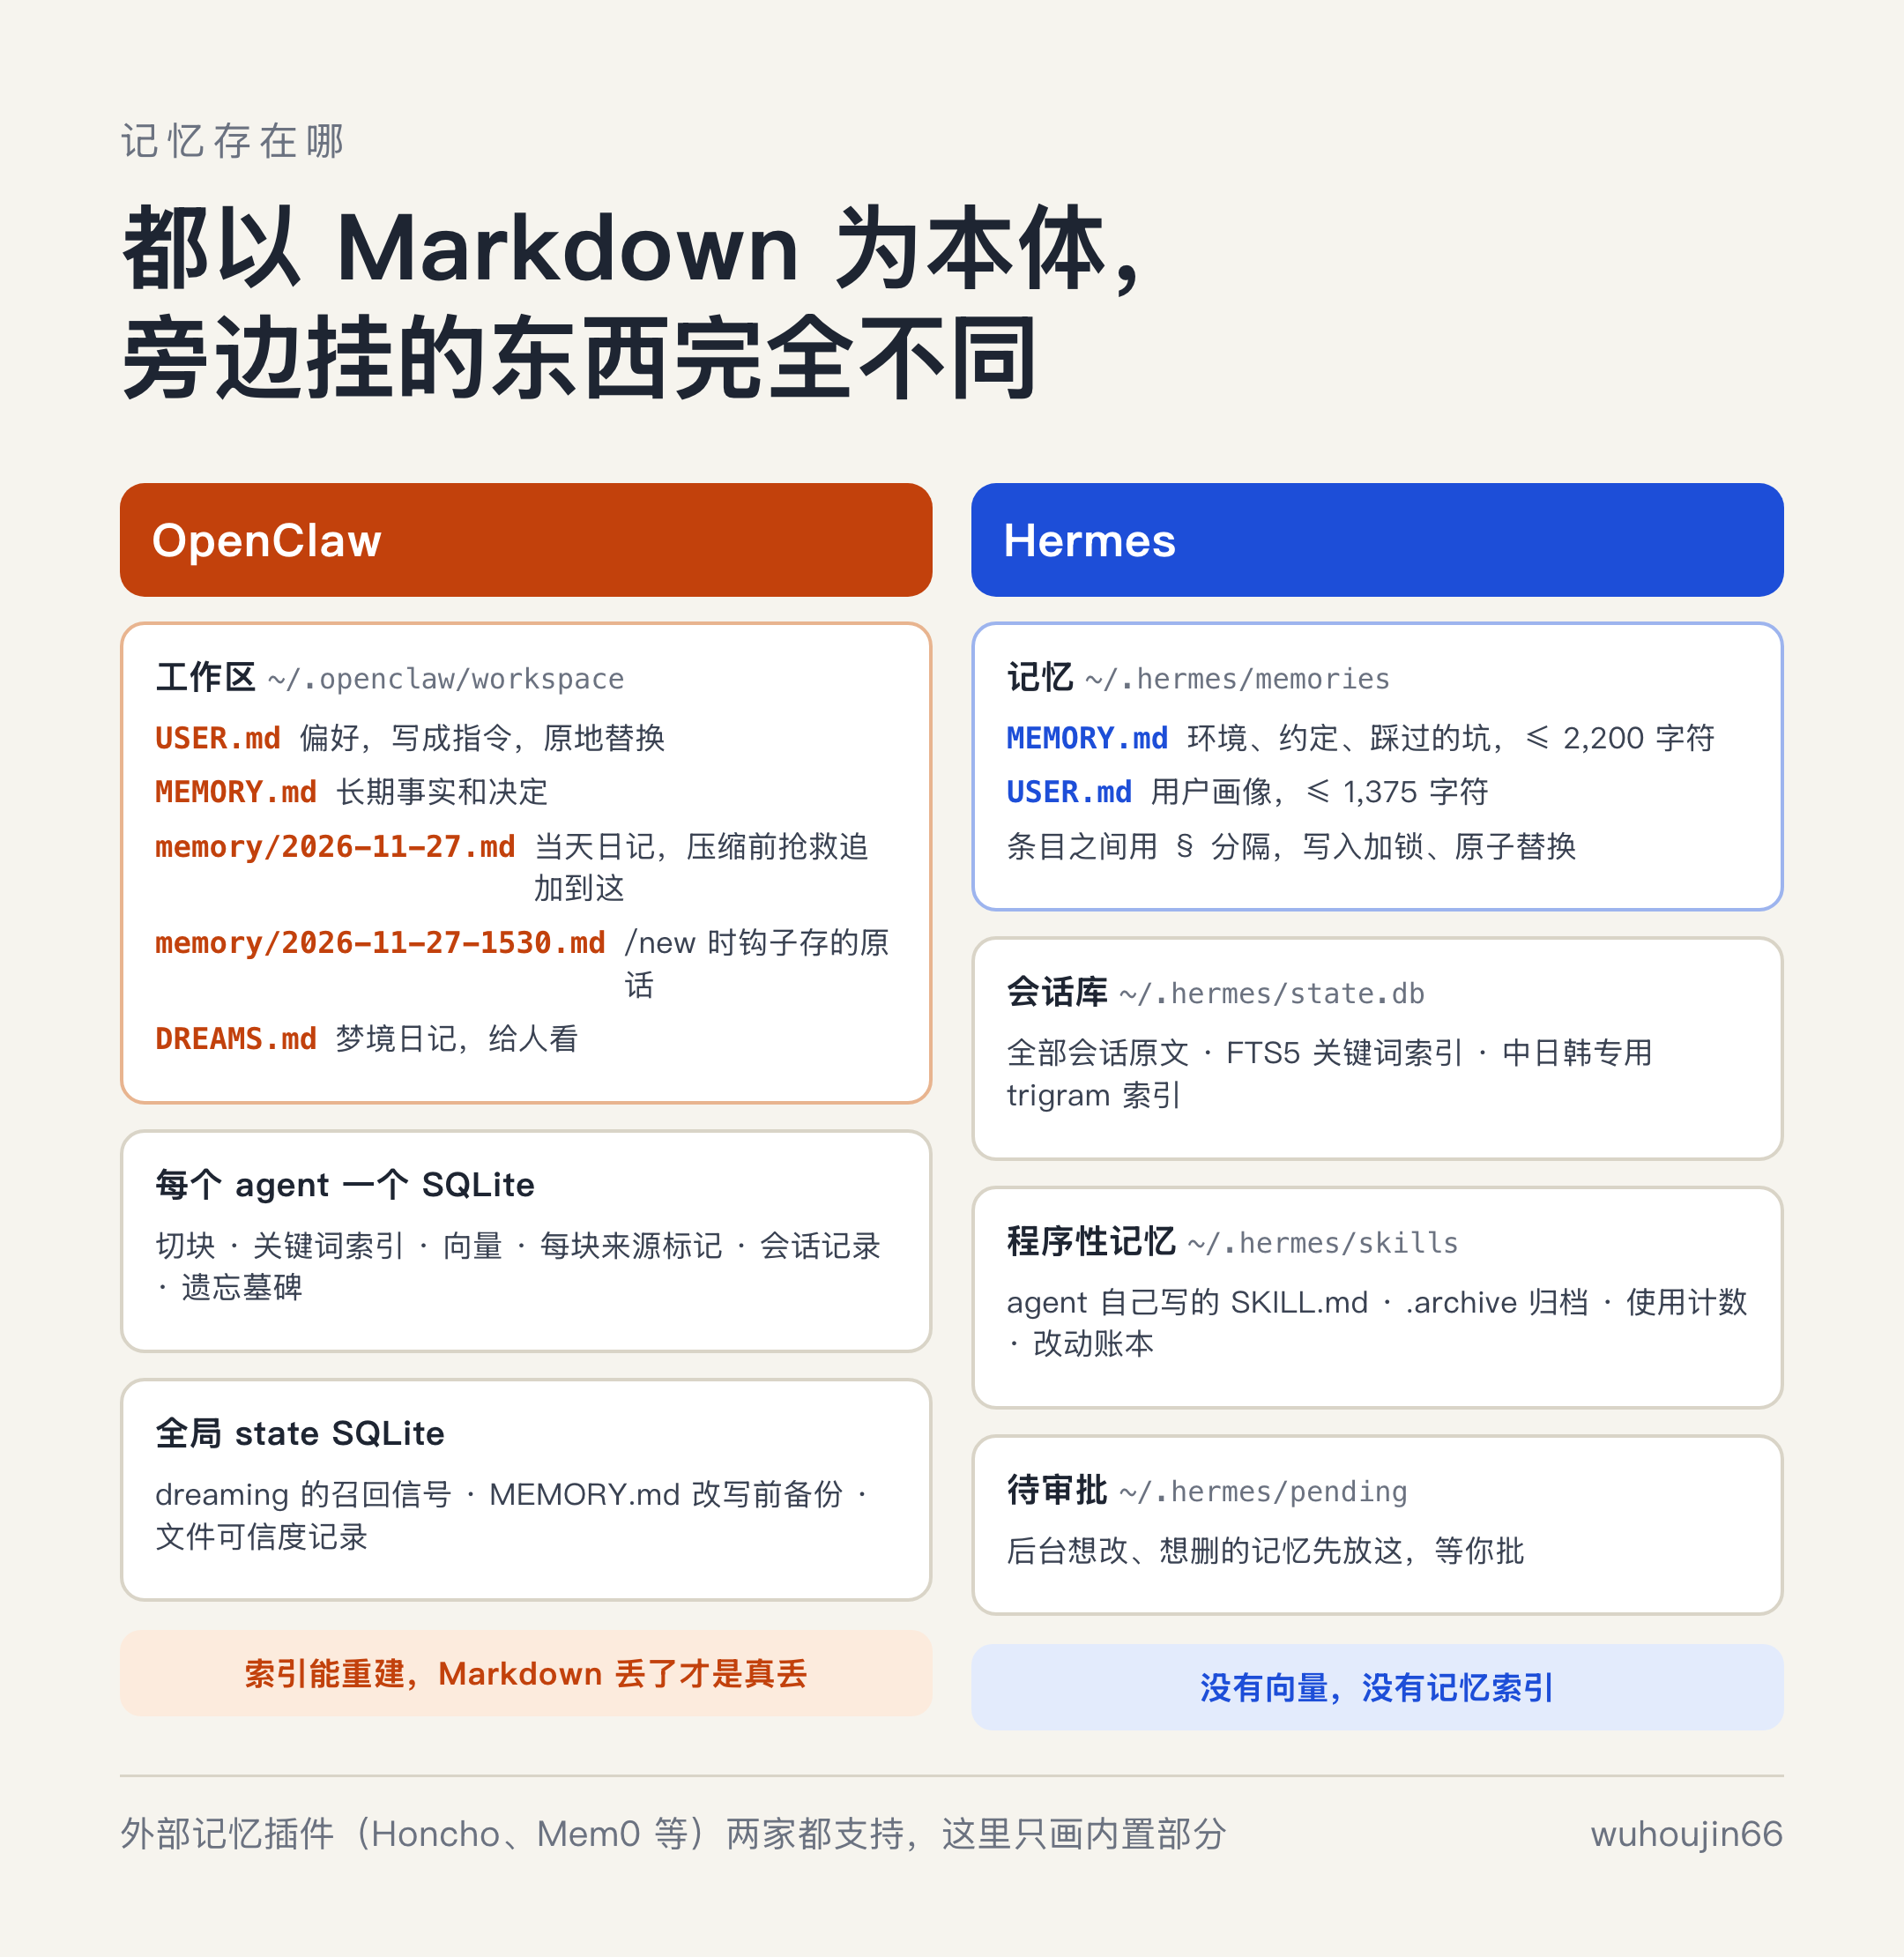 记忆存在哪
都以 Markdown 为本体，
旁边挂的东西完全不同
OpenClaw
工作区 ~/.openclaw/workspace
USER.md 偏好，写成指令，原地替换
MEMORY.md 长期事实和决定
memory/2026-11-27.md 当天日记，压缩前抢救追
加到这
memory/2026-11-27-1530.md /new 时钩子存的原
话
DREAMS.md 梦境日记，给人看
每个 agent 一个 SQLite
切块 · 关键词索引 · 向量 · 每块来源标记 · 会话记录
· 遗忘墓碑
全局 state SQLite
dreaming 的召回信号 · MEMORY.md 改写前备份 ·
文件可信度记录
索引能重建，Markdown 丢了才是真丢
Hermes
记忆 ~/.hermes/memories
MEMORY.md 环境、约定、踩过的坑，≤ 2,200 字符
USER.md 用户画像，≤ 1,375 字符
条目之间用 § 分隔，写入加锁、原子替换
会话库 ~/.hermes/state.db
全部会话原文 · FTS5 关键词索引 · 中日韩专用
trigram 索引
程序性记忆 ~/.hermes/skills
agent 自己写的 SKILL.md · .archive 归档 · 使用计数
· 改动账本
待审批 ~/.hermes/pending
后台想改、想删的记忆先放这，等你批
没有向量，没有记忆索引
外部记忆插件（Honcho、Mem0 等）两家都支持，这里只画内置部分
wuhoujin66